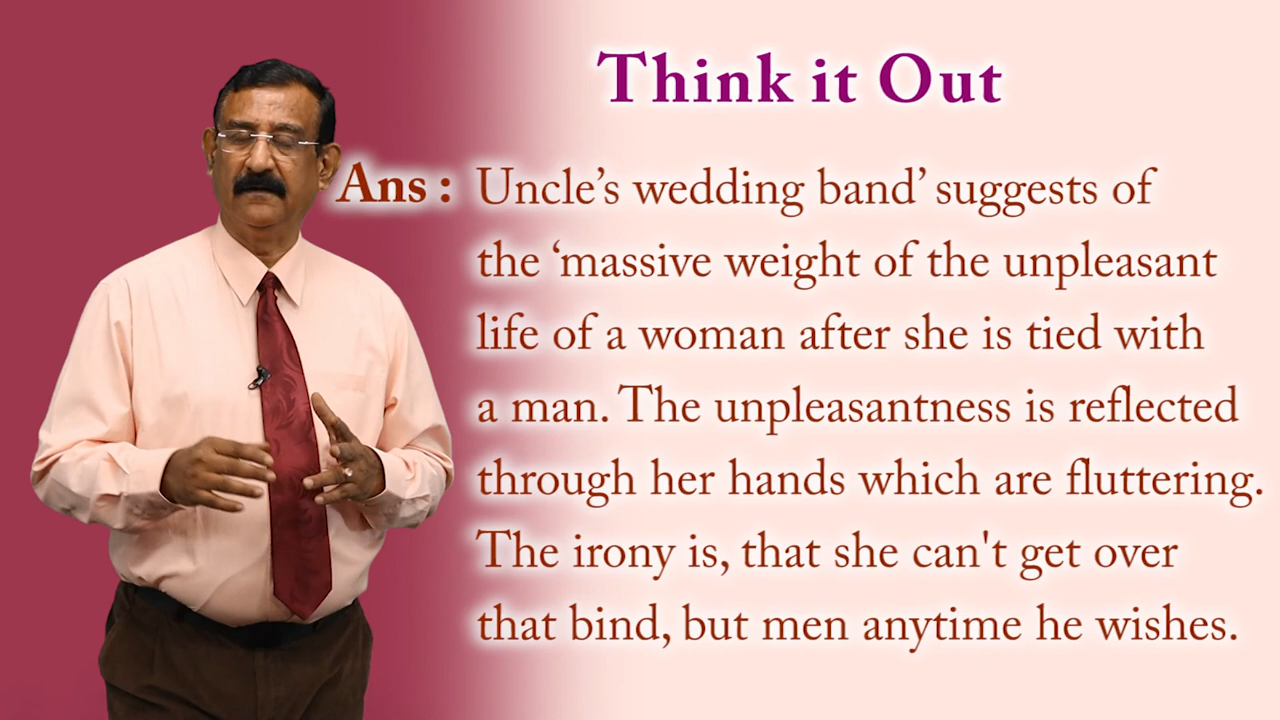 Think it Out
Ans : Uncle’s wedding band’ suggests of
the ‘massive weight of the unpleasant
life of a woman after she is tied with
a man. The unpleasantness is reflected
through her hands which are fluttering.
The irony is, that she can't get over
that bind, but men anytime he wishes.